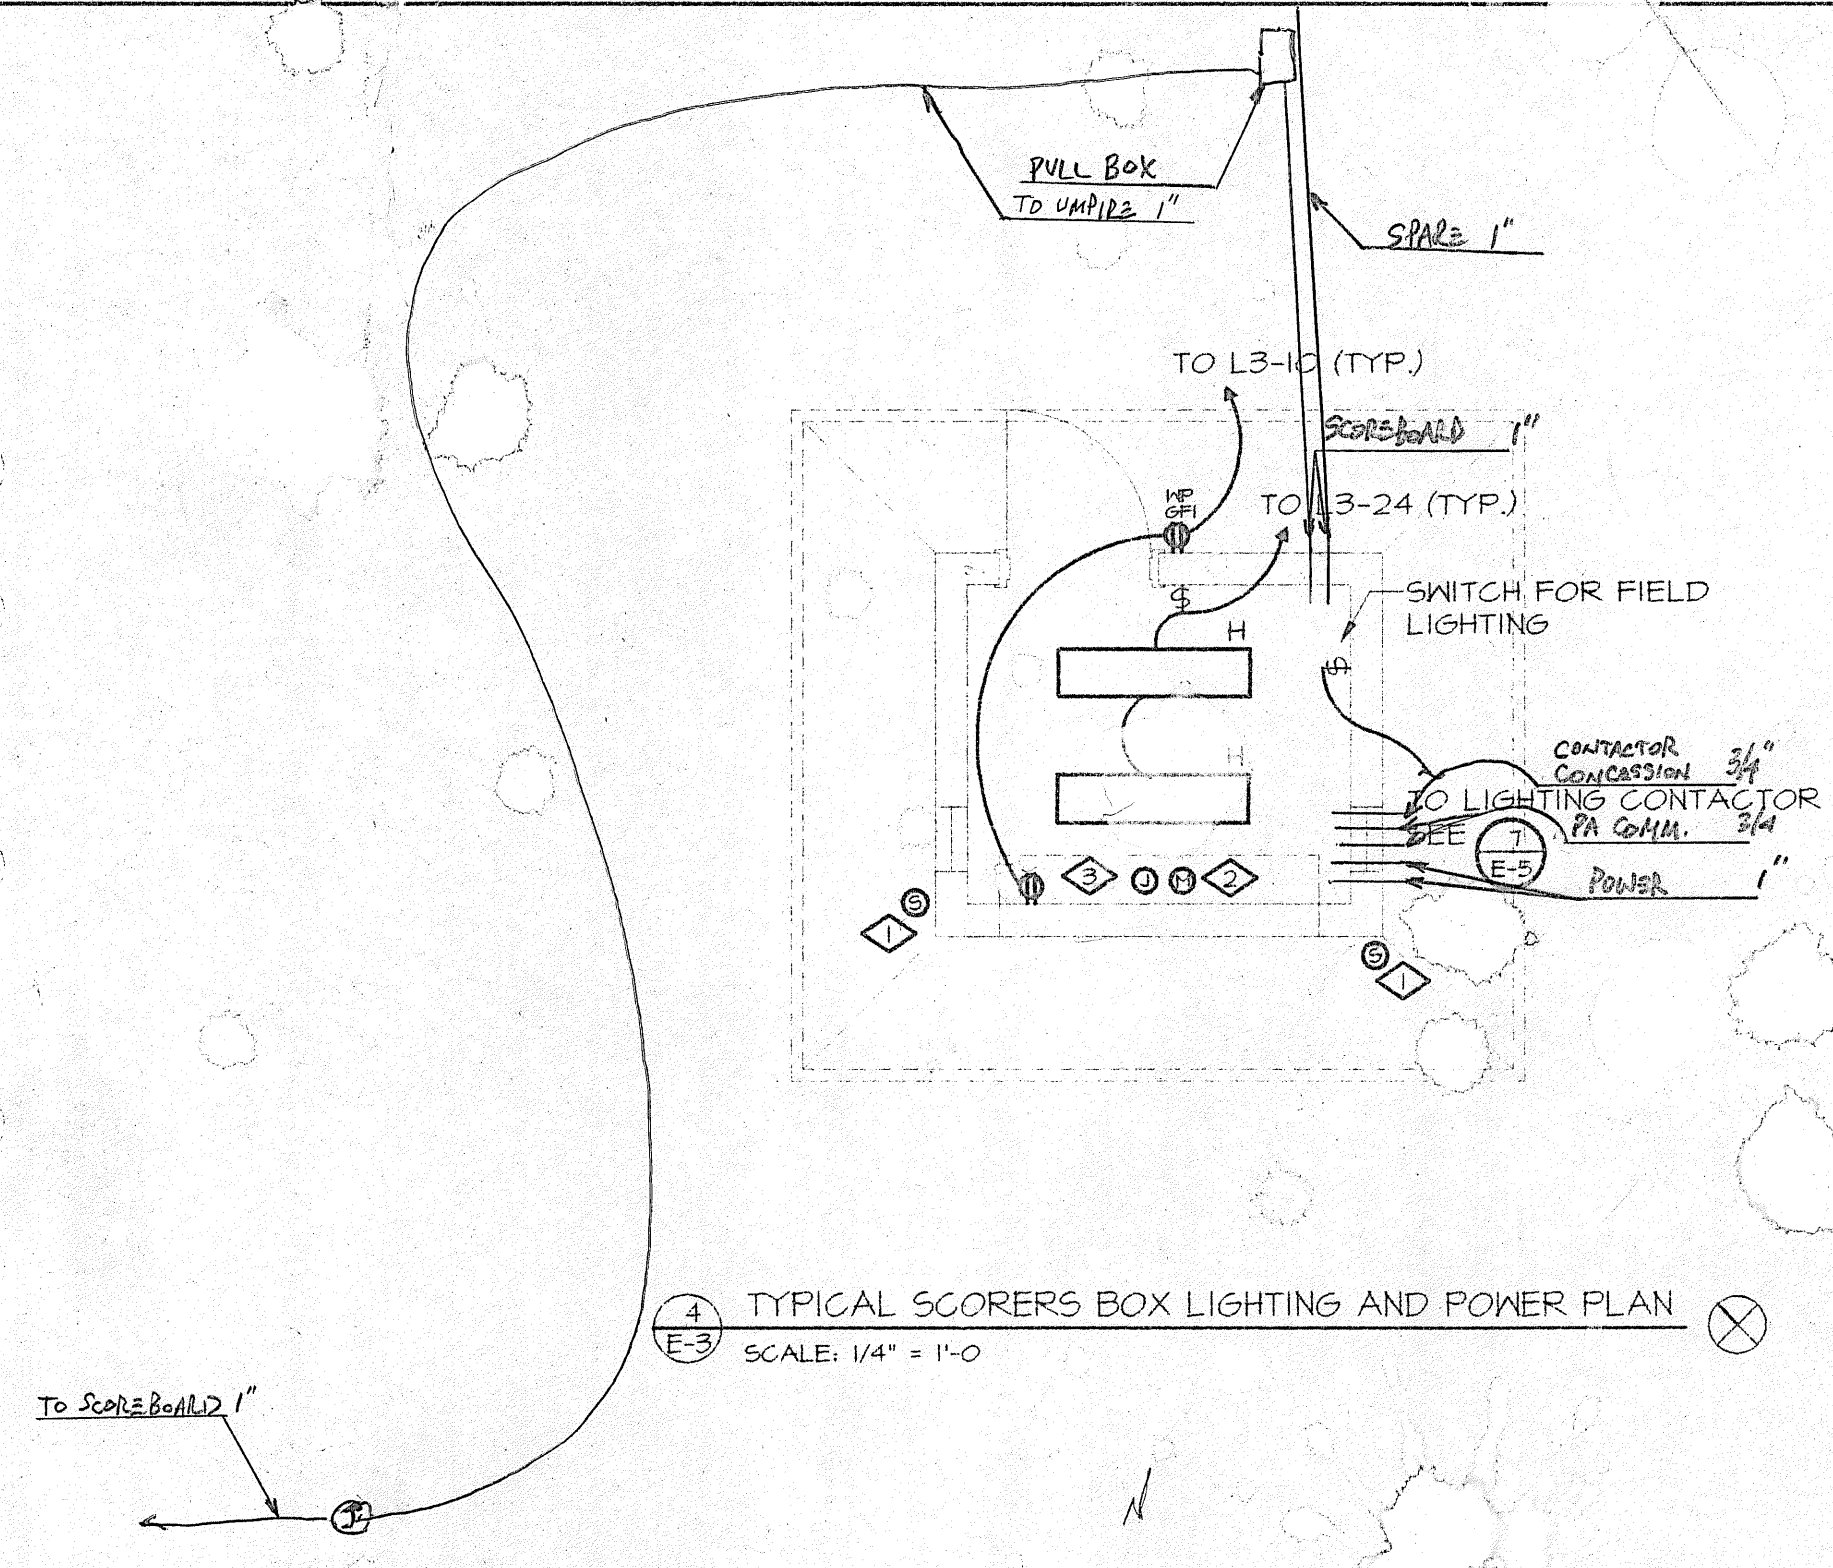 PULL BOX
TO UMPIRE 1"
SPARE 1"
TO L3-10 (TYP.)
SCOREBOARD 1"
WP
GFI
TO L3-24 (TYP.)
$
H
SWITCH FOR FIELD
LIGHTING
$
H
CONTACTOR
CONCESSION 3/4"
TO LIGHTING CONTACTOR
SEE 7
E-5
PA COMM. 3/4
POWER 1"
3 J M 2
S
1
S
1
4
E-3
TYPICAL SCORERS BOX LIGHTING AND POWER PLAN
SCALE: 1/4" = 1'-0
TO SCOREBOARD 1"
J
N